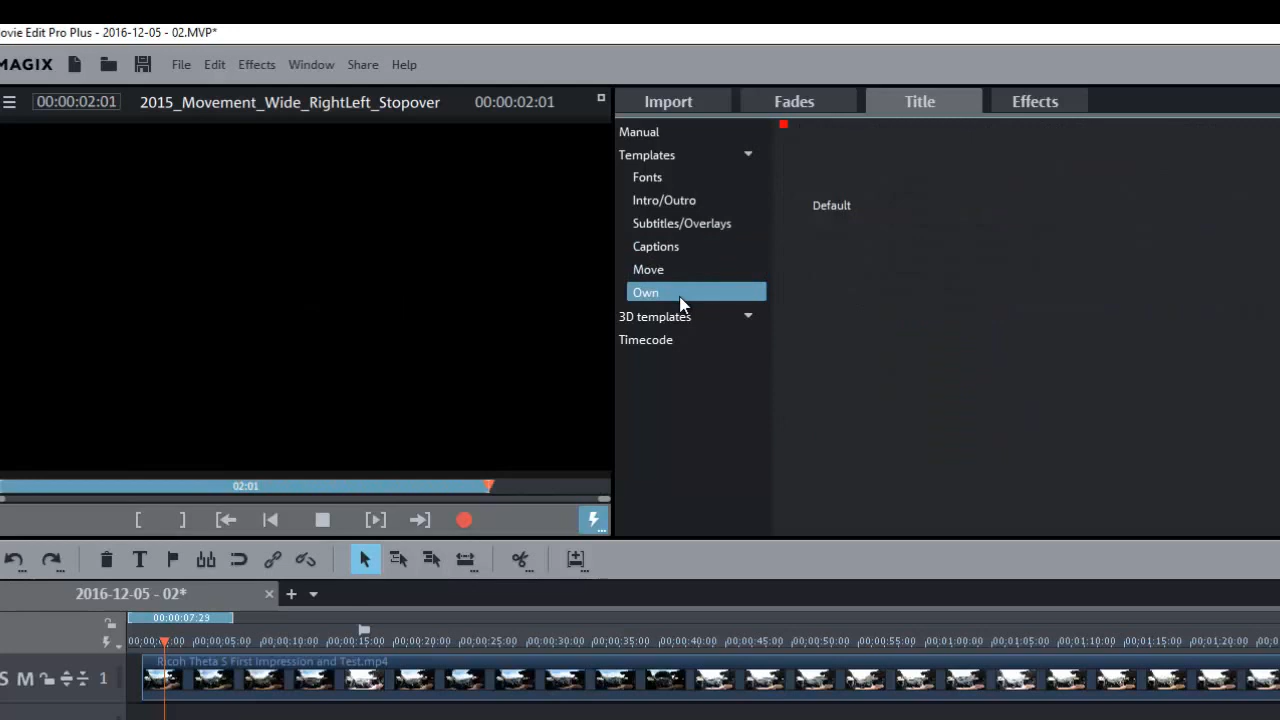 ovie Edit Pro Plus - 2016-12-05 - 02.MVP*
MAGIX File Edit Effects Window Share Help
00:00:02:01 2015_Movement_Wide_RightLeft_Stopover 00:00:02:01
Import Fades Title Effects
Manual
Templates
Fonts
Default
Intro/Outro
Subtitles/Overlays
Captions
Move
Own
3D templates
Timecode
02:01
2016-12-05 - 02*
00:00:07:29
00:00:05:00 00:00:10:00 00:00:15:00 00:00:20:00 00:00:25:00 00:00:30:00 00:00:35:00 00:00:40:00 00:00:45:00 00:00:50:00 00:00:55:00 00:01:00:00 00:01:05:00 00:01:10:00 00:01:15:00 00:01:20:00
Ricoh Theta S First Impression and Test.mp4
S M 1